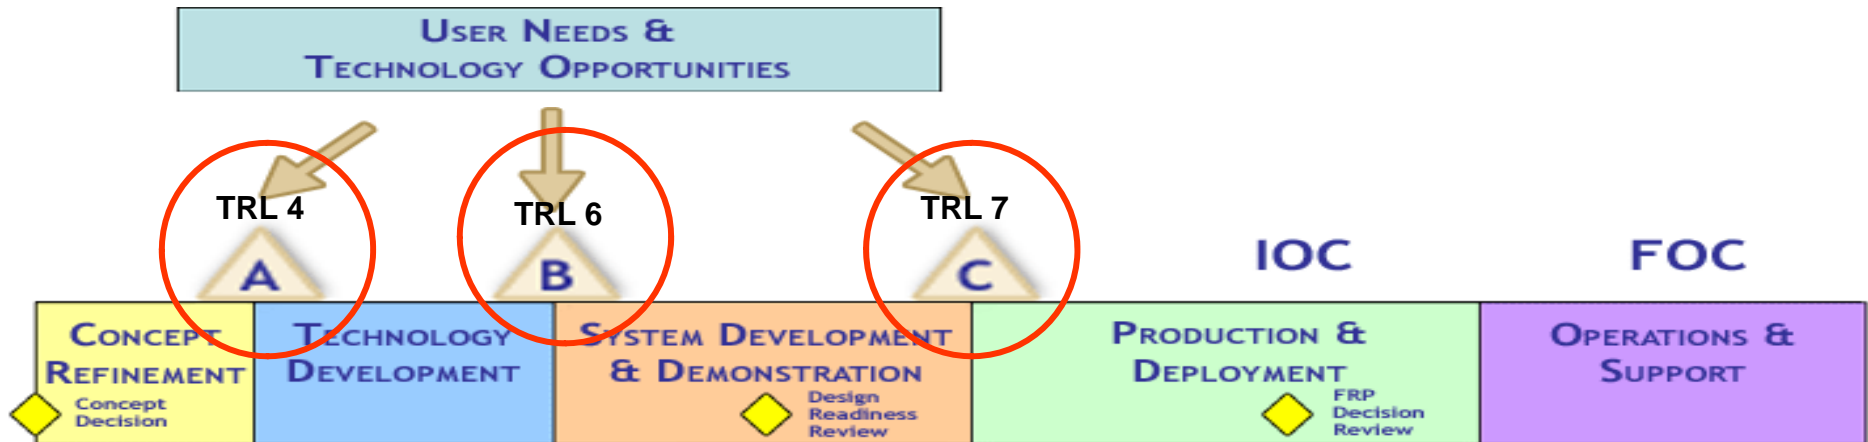 USER NEEDS &
TECHNOLOGY OPPORTUNITIES
TRL 4
TRL 6
TRL 7
A
B
C
IOC
FOC
CONCEPT
REFINEMENT
Concept
Decision
TECHNOLOGY
DEVELOPMENT
SYSTEM DEVELOPMENT
& DEMONSTRATION
Design
Readiness
Review
PRODUCTION &
DEPLOYMENT
FRP
Decision
Review
OPERATIONS &
SUPPORT